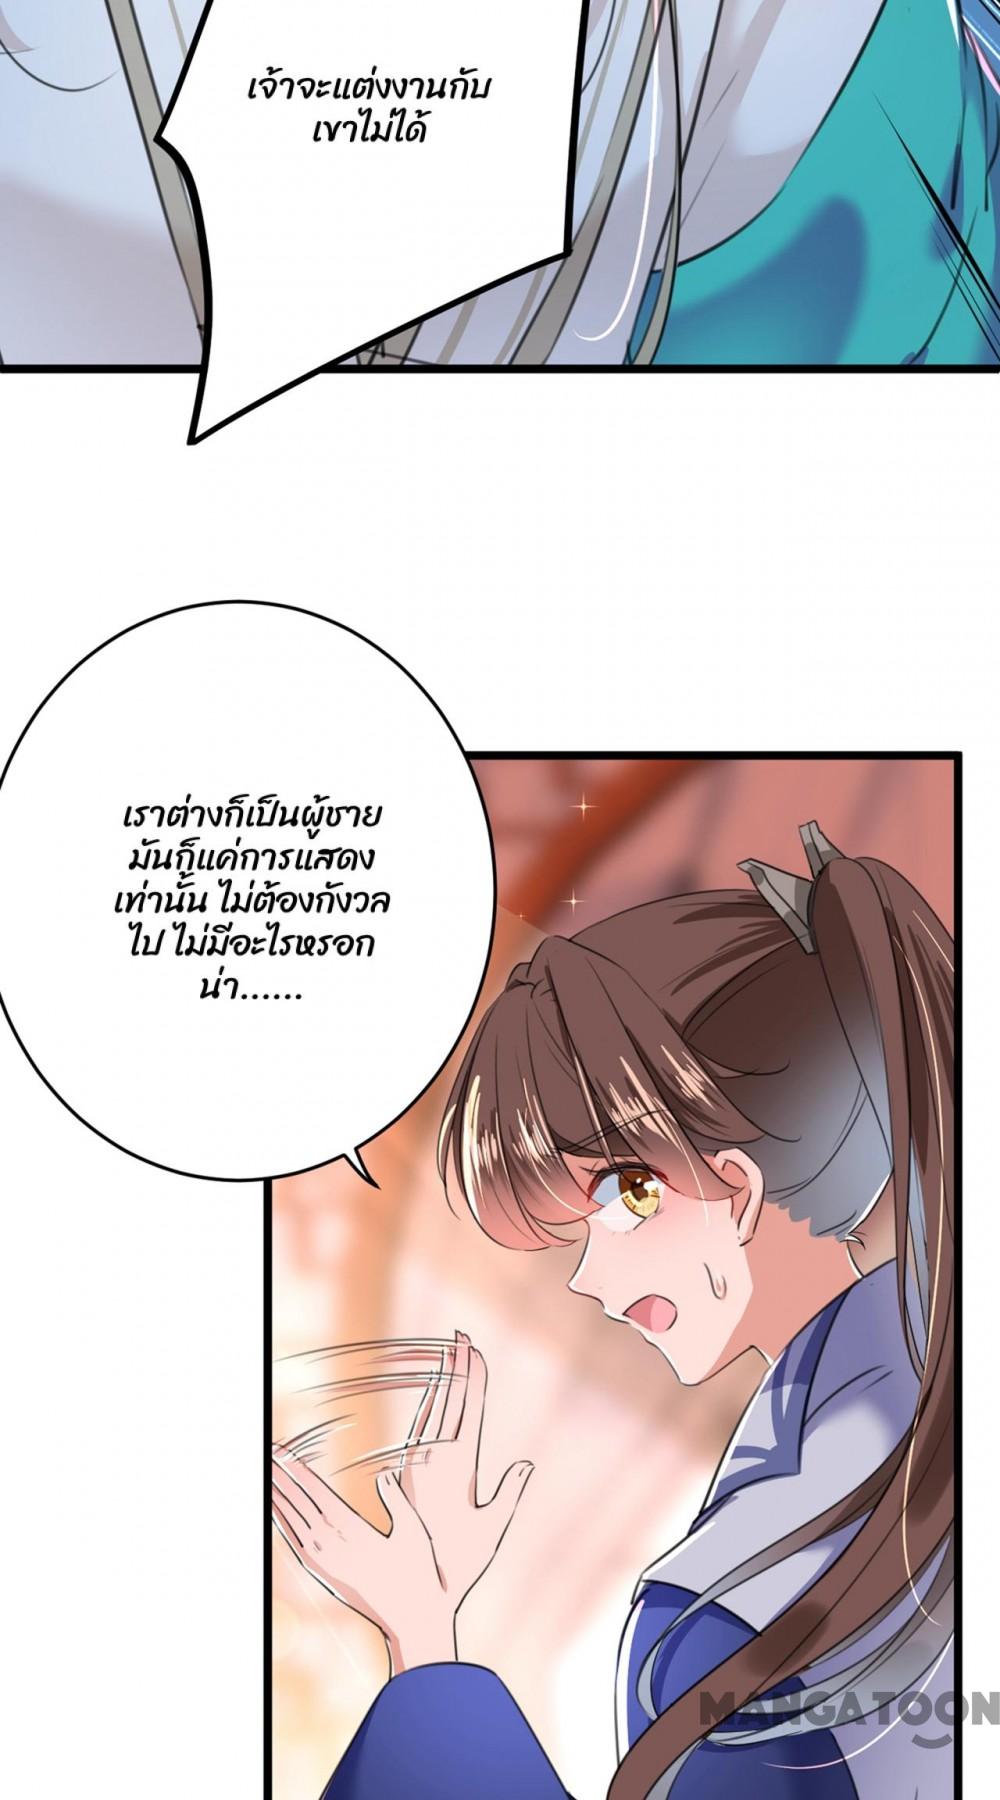 เจ้าจะแต่งงานกับ
เขาไม่ได้
เราต่างก็เป็นผู้ชาย
มันก็แค่การแสดง
เท่านั้น ไม่ต้องกังวล
ไป ไม่มีอะไรหรอก
น่า......
MANGATOON